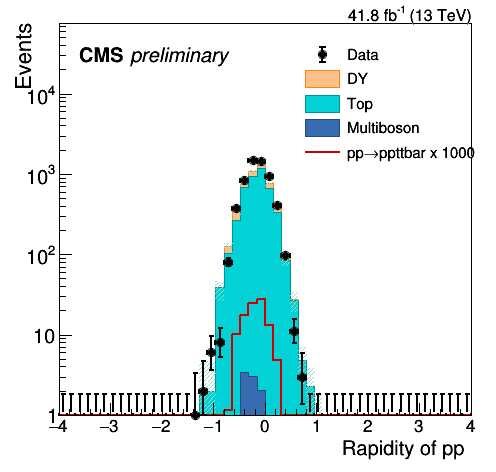 41.8 fb⁻¹ (13 TeV)
Events
CMS preliminary
Data
DY
Top
Multiboson
pp→ppttbar x 1000
10⁴
10³
10²
10
1
−4 −3 −2 −1 0 1 2 3 4
Rapidity of pp